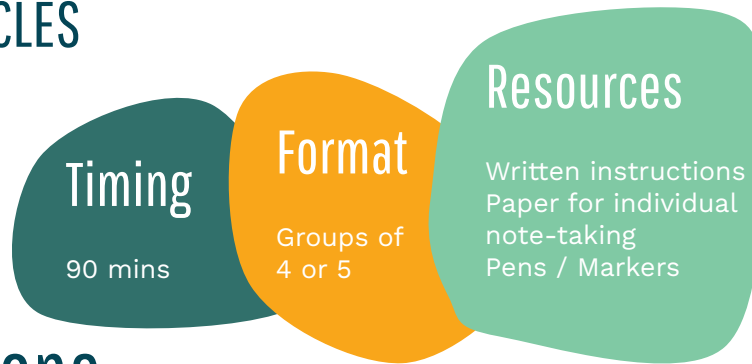 CLES
Timing
90 mins
Format
Groups of
4 or 5
Resources
Written instructions
Paper for individual
note-taking
Pens / Markers